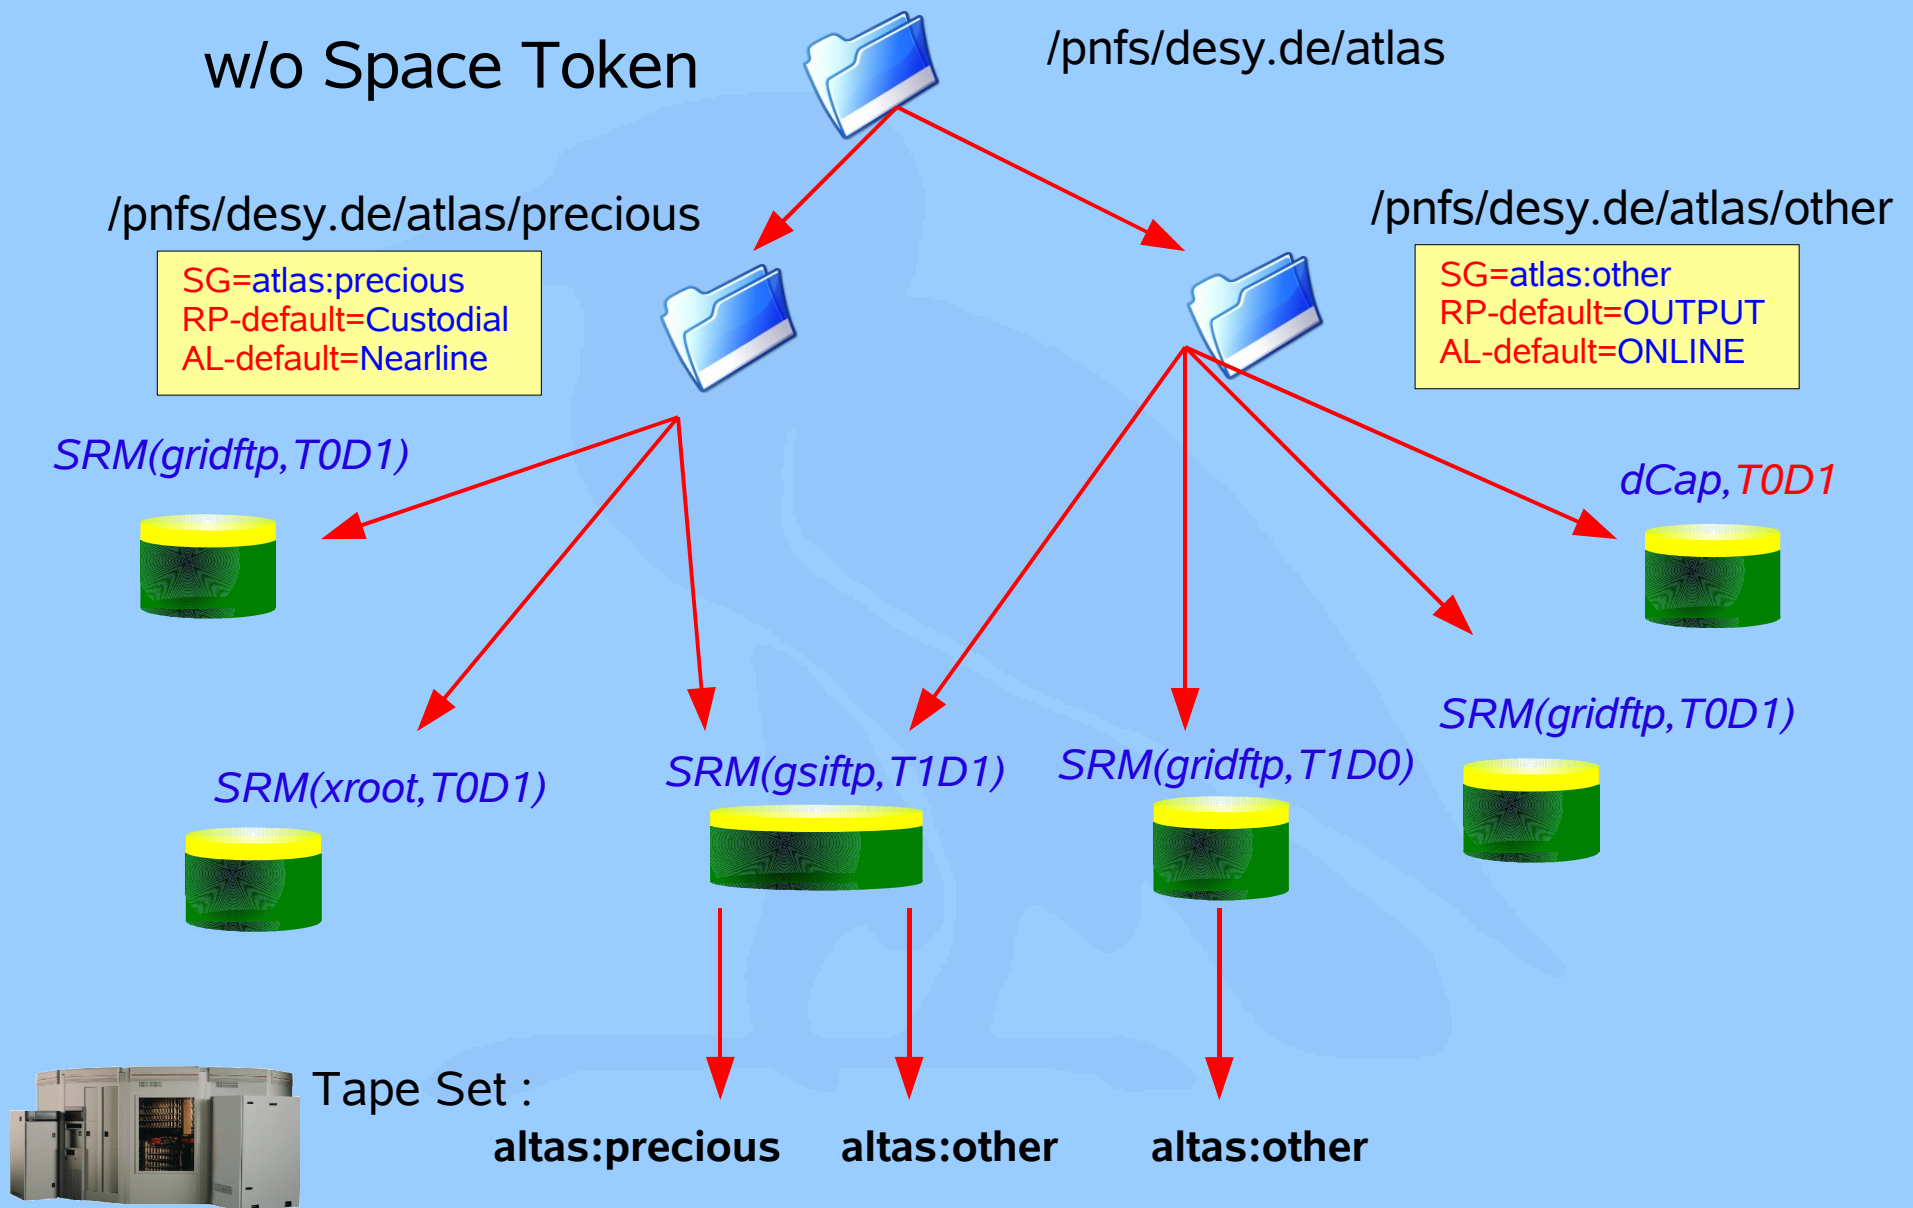 w/o Space Token
/pnfs/desy.de/atlas
/pnfs/desy.de/atlas/precious
/pnfs/desy.de/atlas/other
SG=atlas:precious
RP-default=Custodial
AL-default=Nearline
SG=atlas:other
RP-default=OUTPUT
AL-default=ONLINE
SRM(gridftp,T0D1)
dCap,T0D1
SRM(xroot,T0D1)
SRM(gsiftp,T1D1)
SRM(gridftp,T1D0)
SRM(gridftp,T0D1)
Tape Set :
altas:precious
altas:other
altas:other